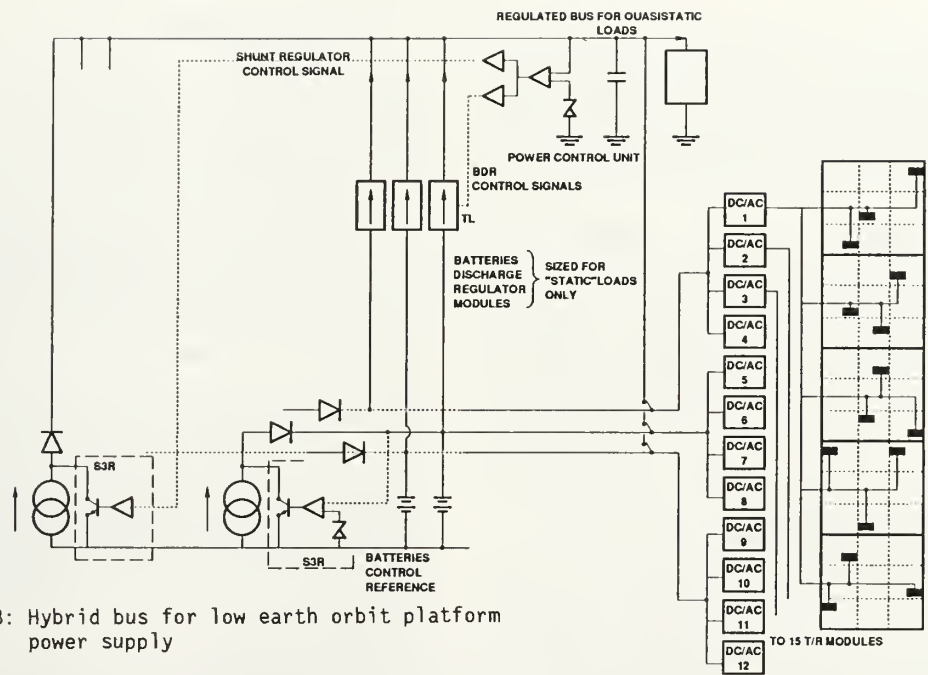 REGULATED BUS FOR QUASISTATIC
LOADS
SHUNT REGULATOR
CONTROL SIGNAL
POWER CONTROL UNIT
BDR
CONTROL SIGNALS
TL
BATTERIES
DISCHARGE
REGULATOR
MODULES
SIZED FOR
"STATIC" LOADS
ONLY
DC/AC
1
DC/AC
2
DC/AC
3
DC/AC
4
DC/AC
5
DC/AC
6
DC/AC
7
DC/AC
8
DC/AC
9
DC/AC
10
DC/AC
11
DC/AC
12
S3R
S3R
BATTERIES
CONTROL
REFERENCE
TO 15 T/R MODULES
3: Hybrid bus for low earth orbit platform
power supply